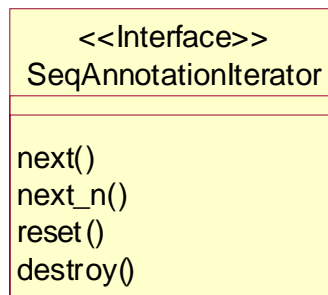 <<Interface>>
SeqAnnotationIterator
next()
next_n()
reset()
destroy()